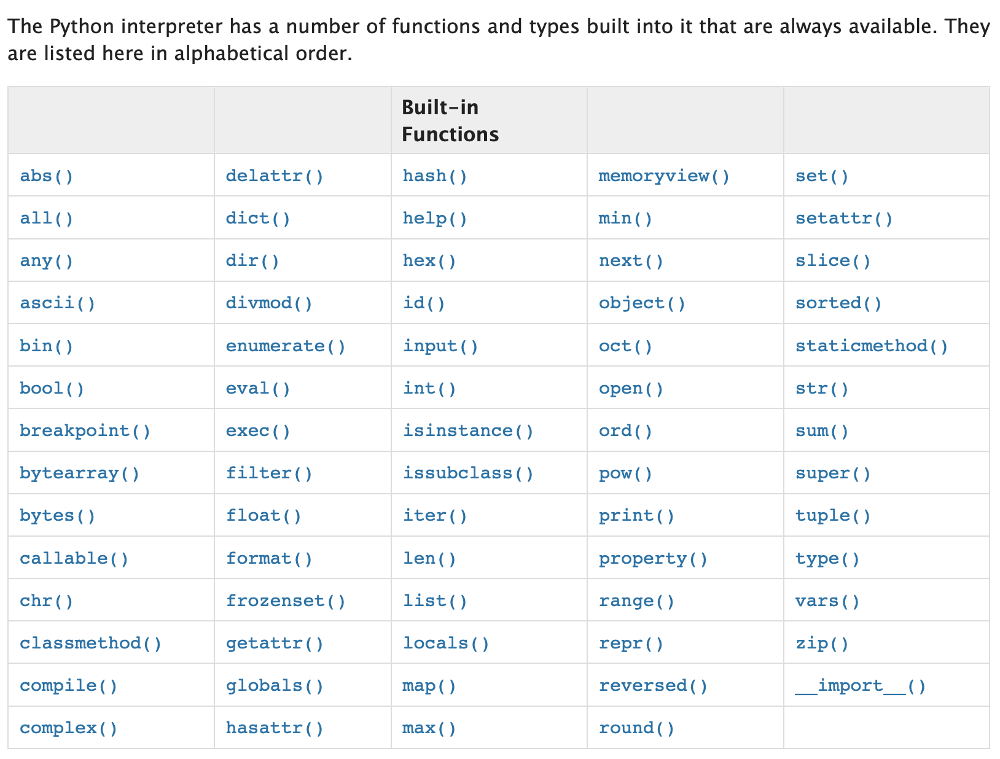 The Python interpreter has a number of functions and types built into it that are always available. They
are listed here in alphabetical order.
Built-in
Functions
abs() delattr() hash() memoryview() set()
all() dict() help() min() setattr()
any() dir() hex() next() slice()
ascii() divmod() id() object() sorted()
bin() enumerate() input() oct() staticmethod()
bool() eval() int() open() str()
breakpoint() exec() isinstance() ord() sum()
bytearray() filter() issubclass() pow() super()
bytes() float() iter() print() tuple()
callable() format() len() property() type()
chr() frozenset() list() range() vars()
classmethod() getattr() locals() repr() zip()
compile() globals() map() reversed() __import__()
complex() hasattr() max() round()